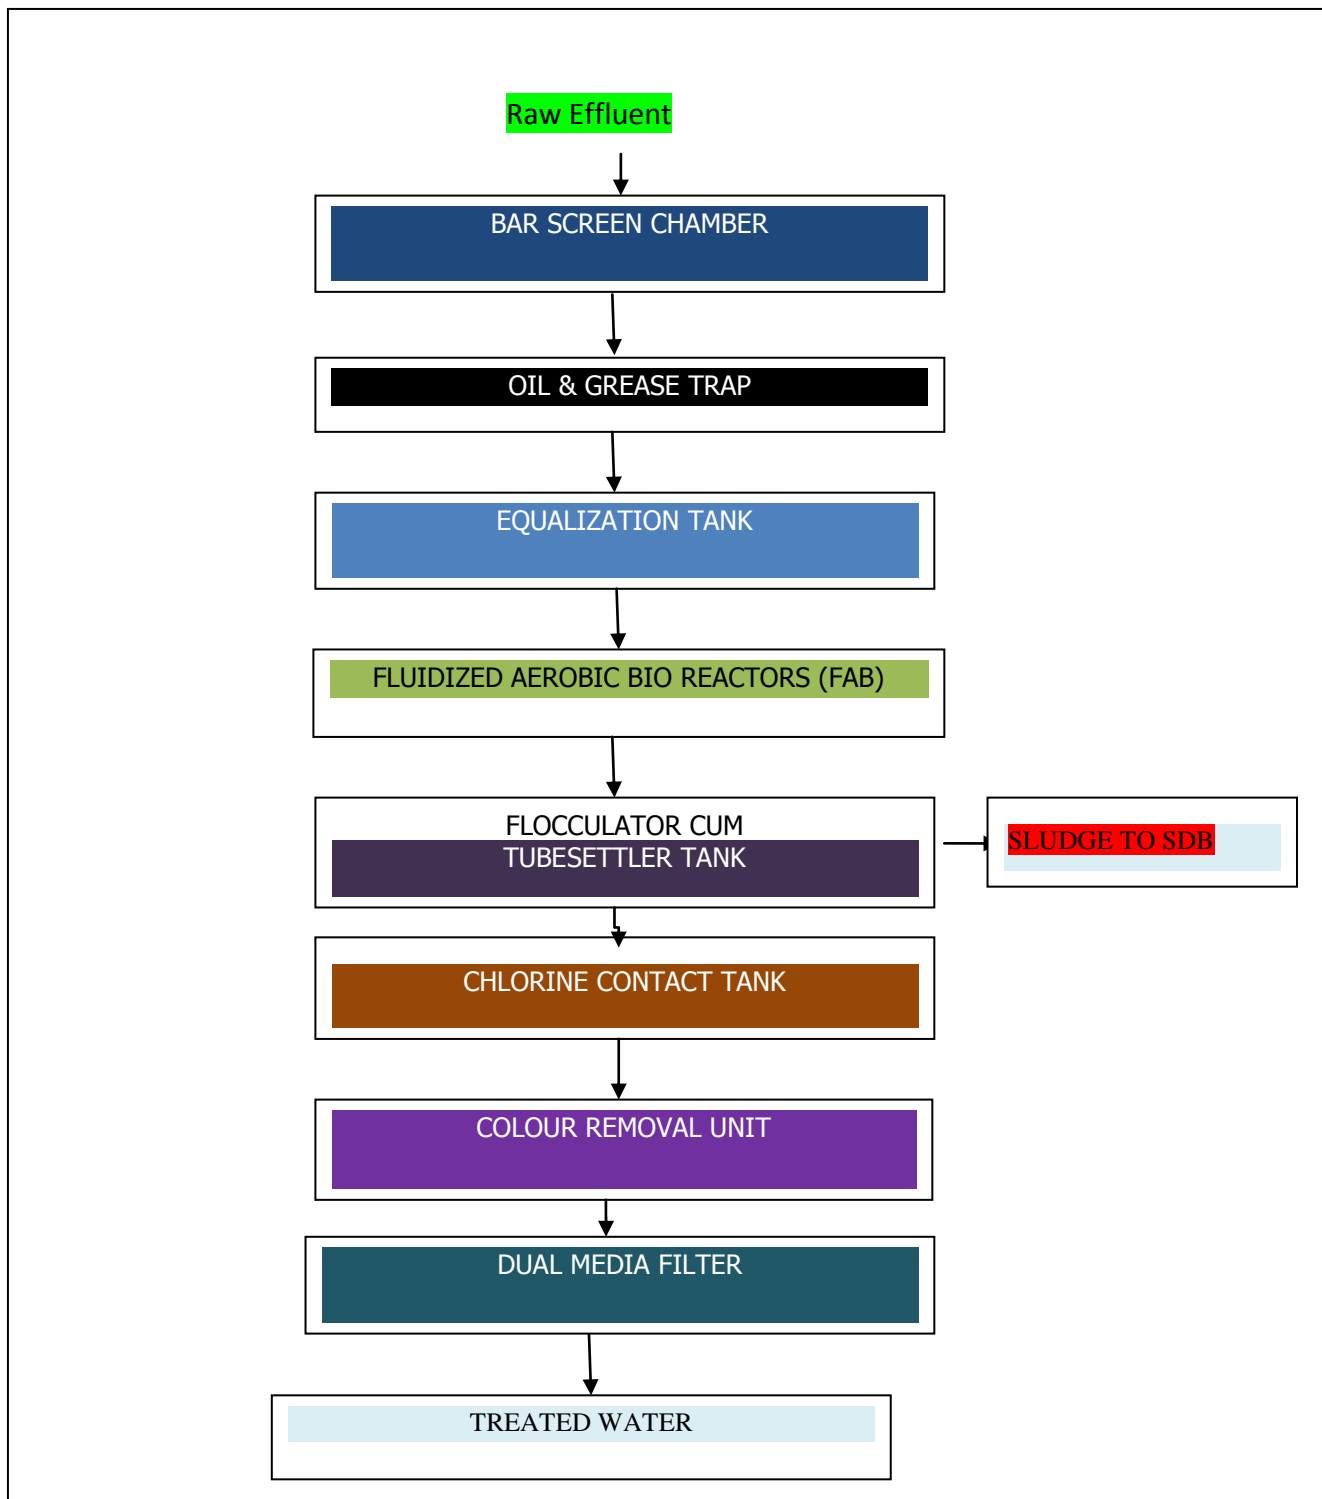 Raw Effluent
BAR SCREEN CHAMBER
OIL & GREASE TRAP
EQUALIZATION TANK
FLUIDIZED AEROBIC BIO REACTORS (FAB)
FLOCCULATOR CUM
TUBESETTLER TANK
SLUDGE TO SDB
CHLORINE CONTACT TANK
COLOUR REMOVAL UNIT
DUAL MEDIA FILTER
TREATED WATER